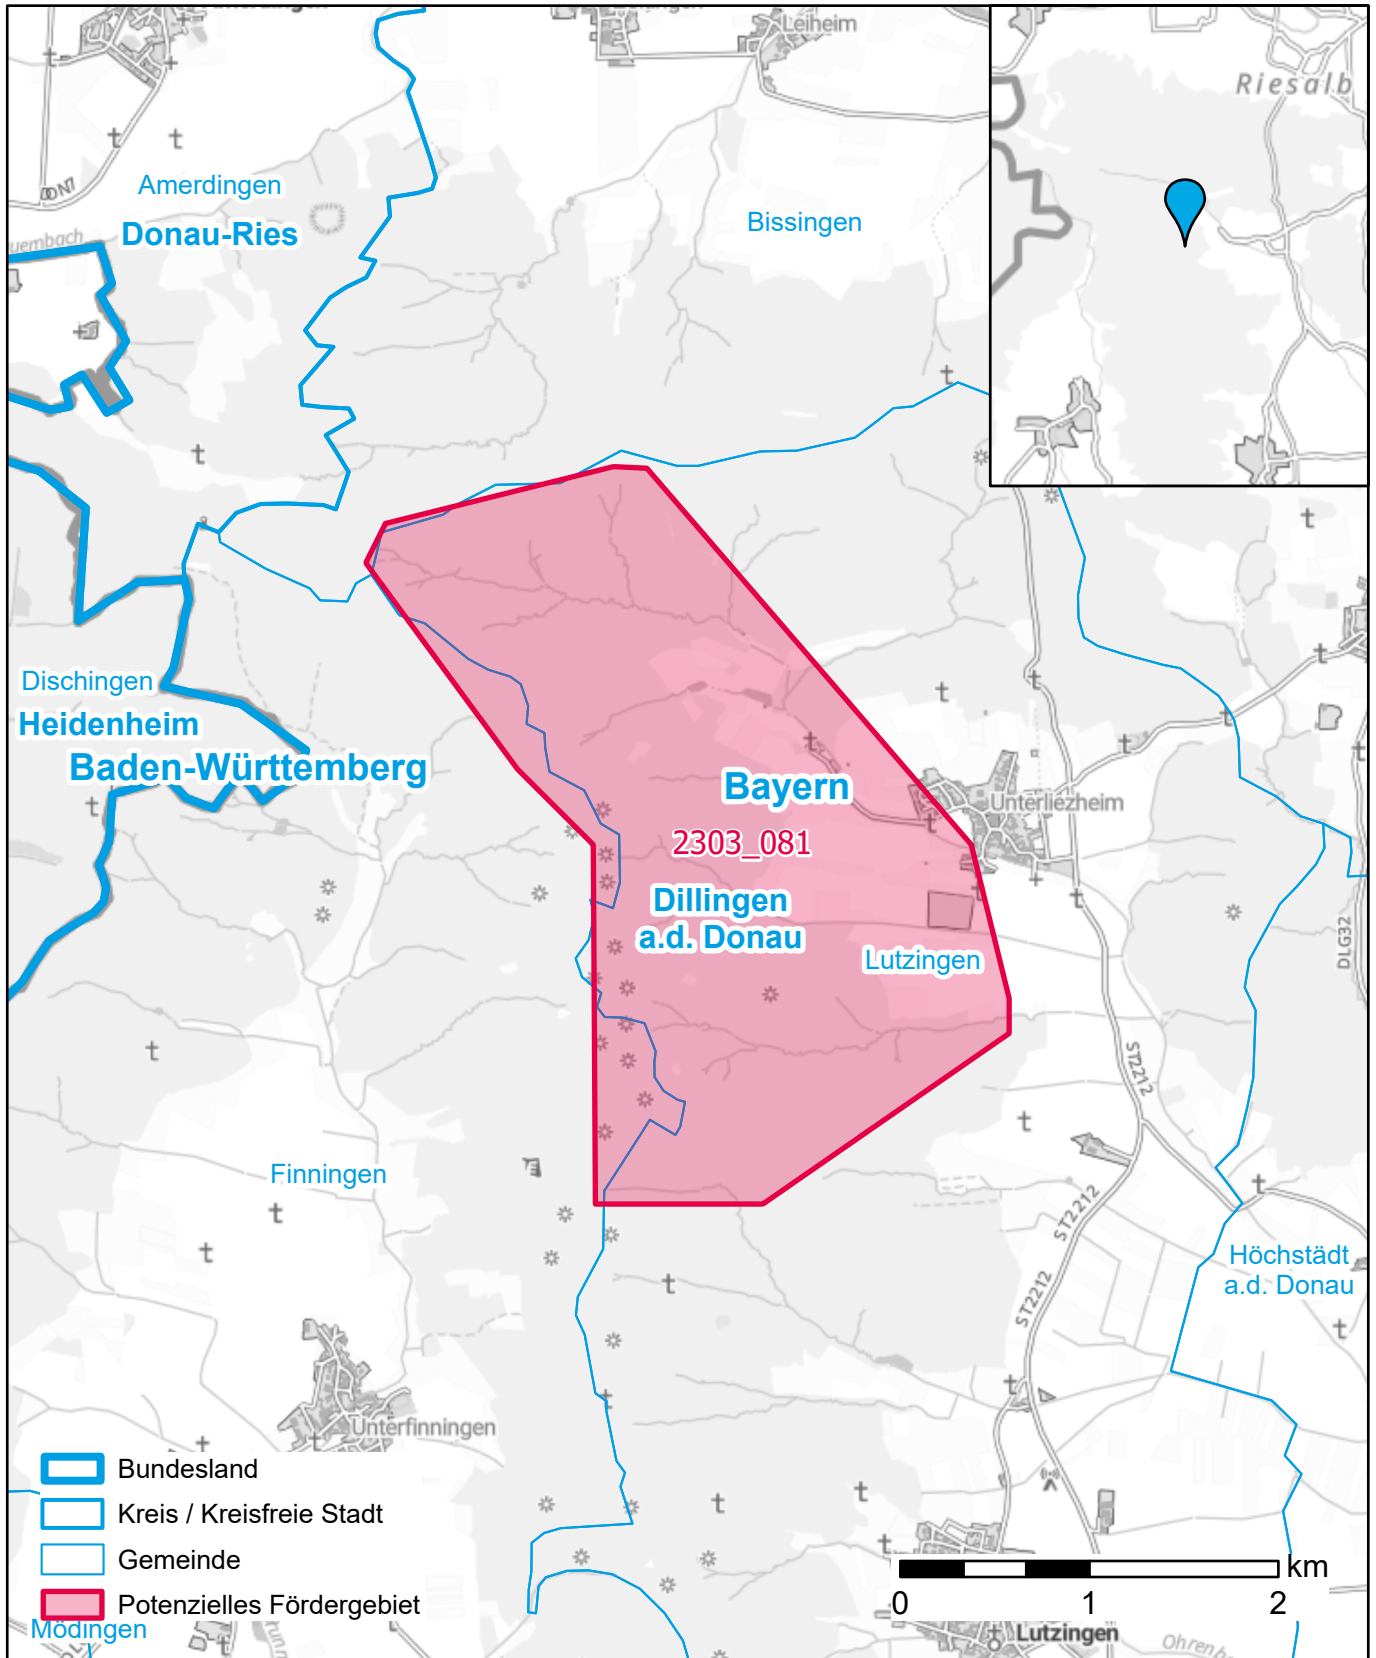 Leiheim
Riesalb
DON7
Amerdingen
Donau-Ries
Bissingen
Dischingen
Heidenheim
Baden-Württemberg
Bayern
2303_081
Unterliezheim
Dillingen
a.d. Donau
Lutzingen
DLG32
ST2212
Finningen
ST2212
Höchstädt
a.d. Donau
ST2212
Unterfinningen
Bundesland
Kreis / Kreisfreie Stadt
Gemeinde
Potenzielles Fördergebiet
km
0 1 2
Mödingen
Lutzingen